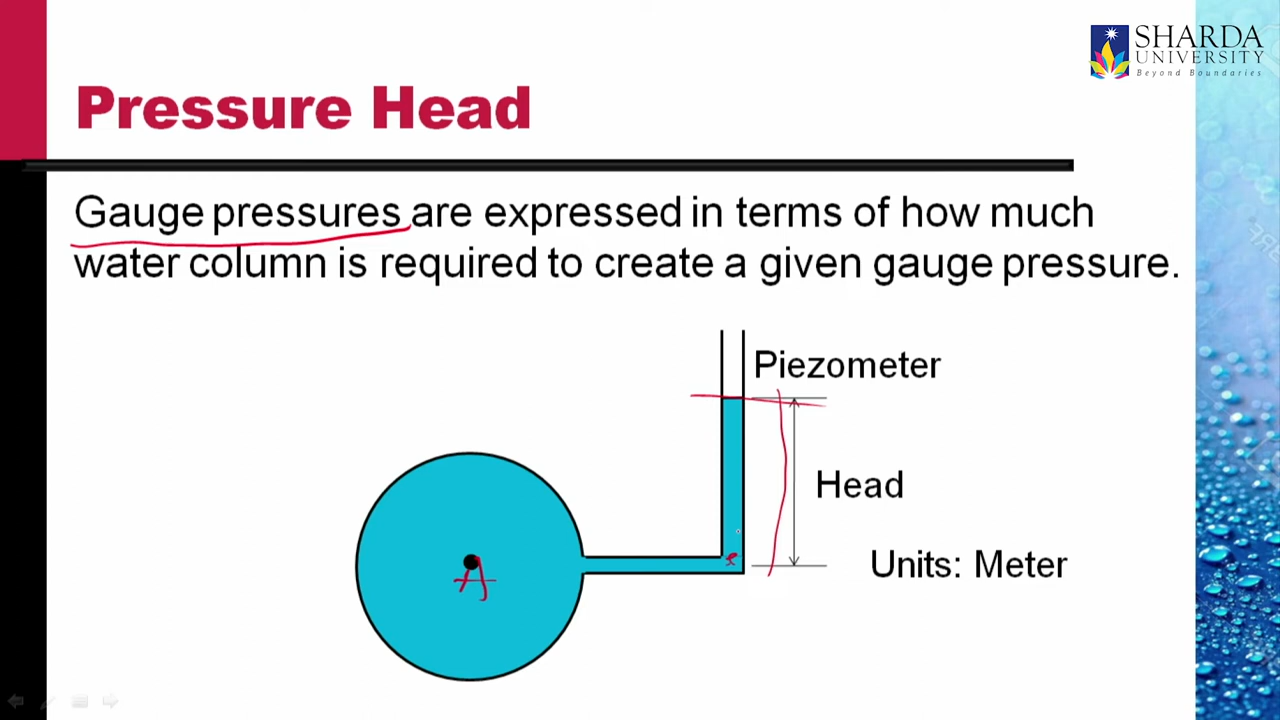 SHARDA
UNIVERSITY
Beyond Boundaries
Pressure Head
Gauge pressures are expressed in terms of how much
water column is required to create a given gauge pressure.
Piezometer
Head
A
Units: Meter